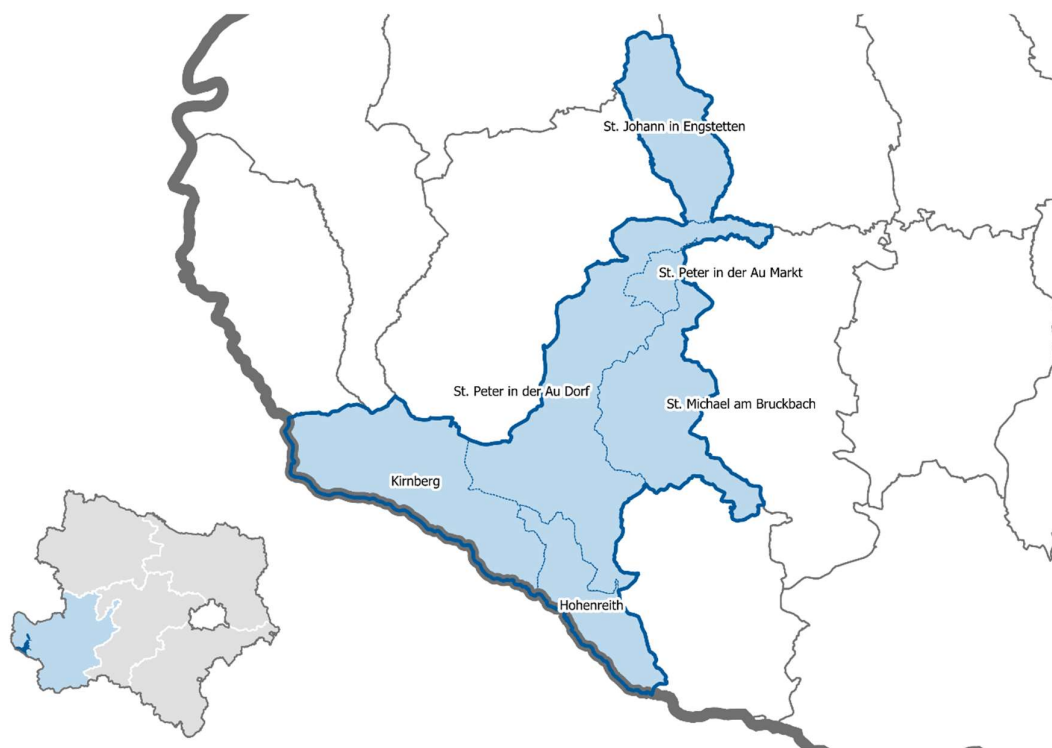 St. Johann in Engstetten
St. Peter in der Au Markt
St. Peter in der Au Dorf
St. Michael am Bruckbach
Kirnberg
Hohenreith